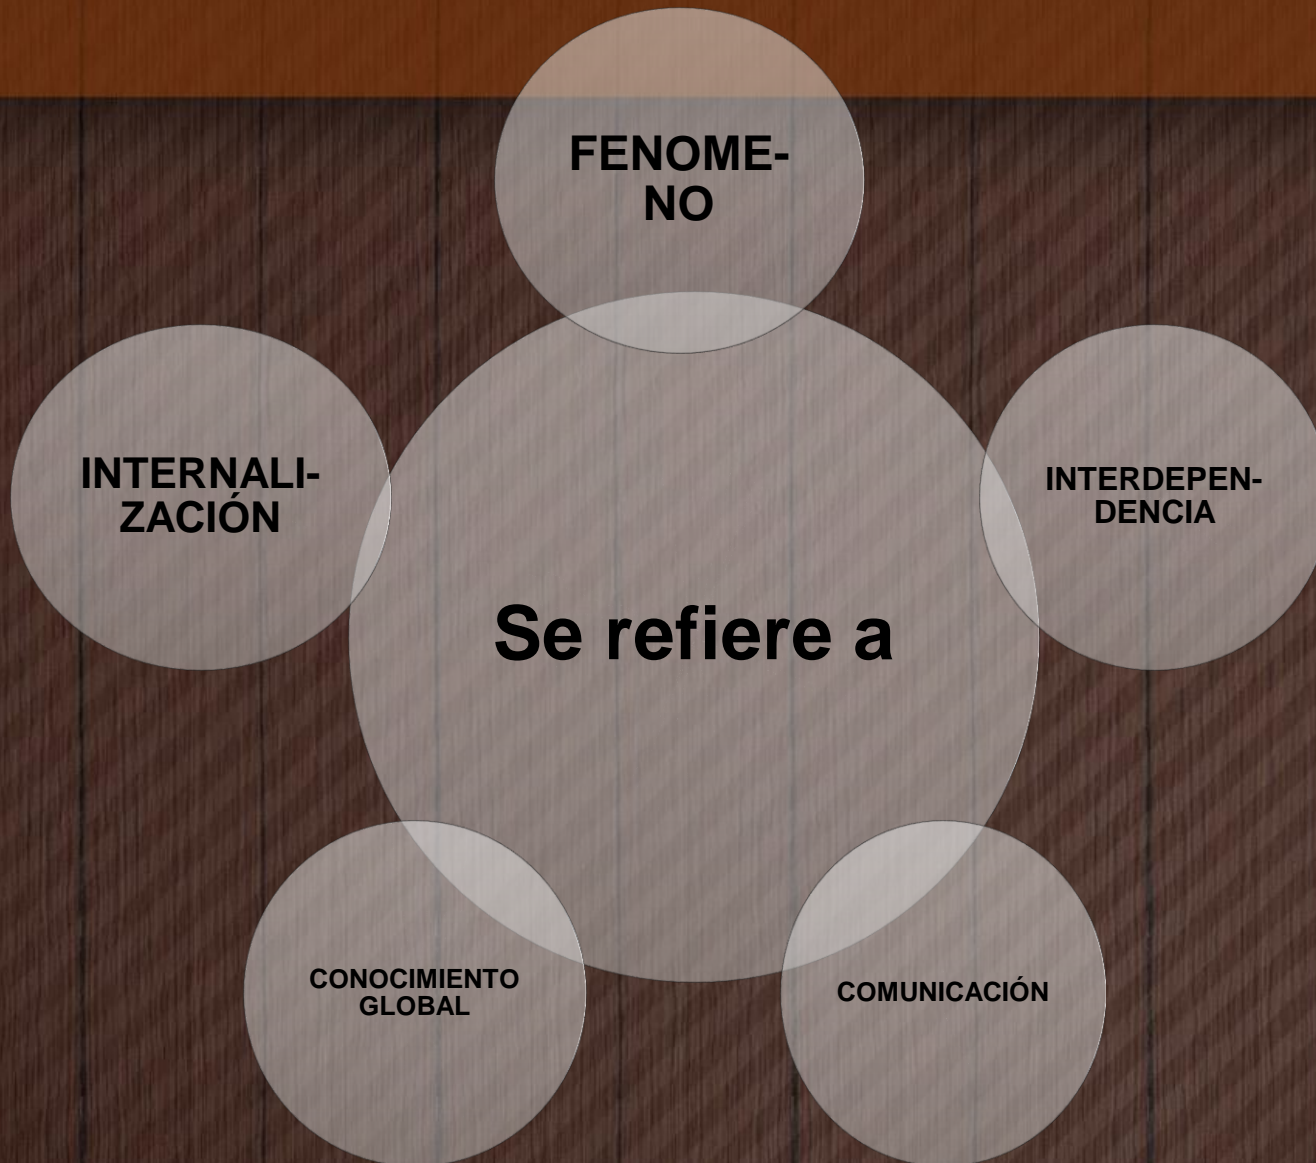 FENOME-
NO
INTERNALI-
ZACIÓN
INTERDEPEN-
DENCIA
Se refiere a
CONOCIMIENTO
GLOBAL
COMUNICACIÓN